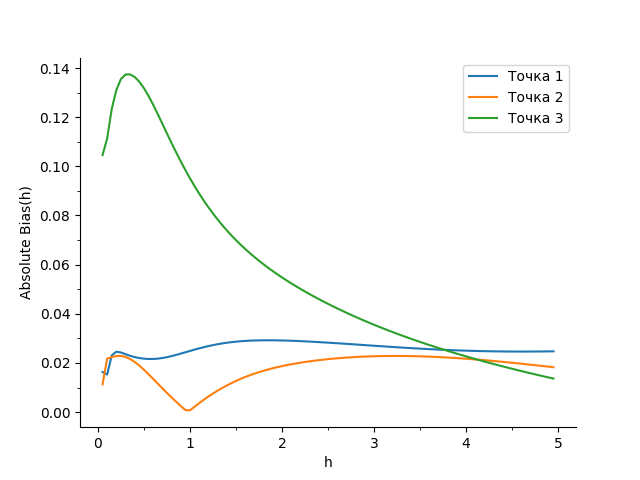 Точка 1
Точка 2
Точка 3
Absolute Bias(h)
0.14
0.12
0.10
0.08
0.06
0.04
0.02
0.00
0 1 2 3 4 5
h